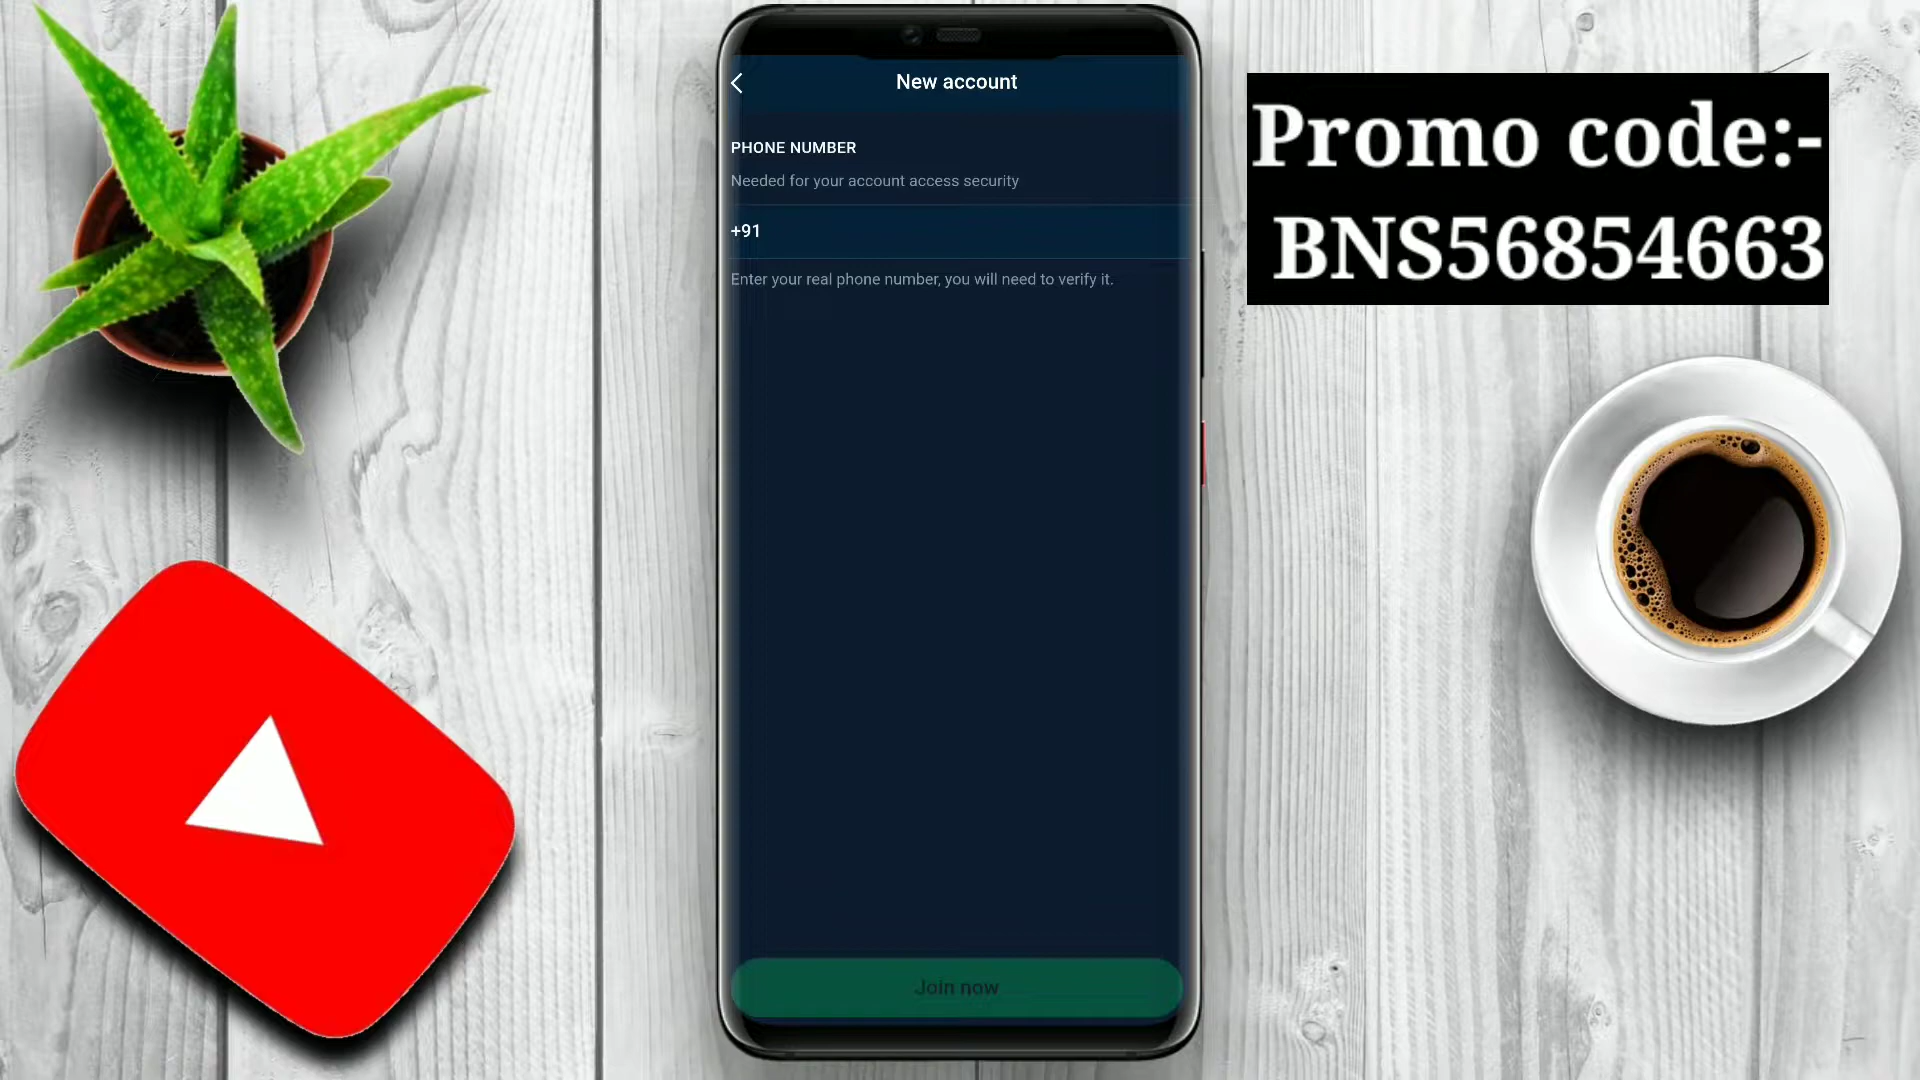 New account
PHONE NUMBER
Needed for your account access security
+91
Enter your real phone number, you will need to verify it.
Join now
Promo code:-
BNS56854663